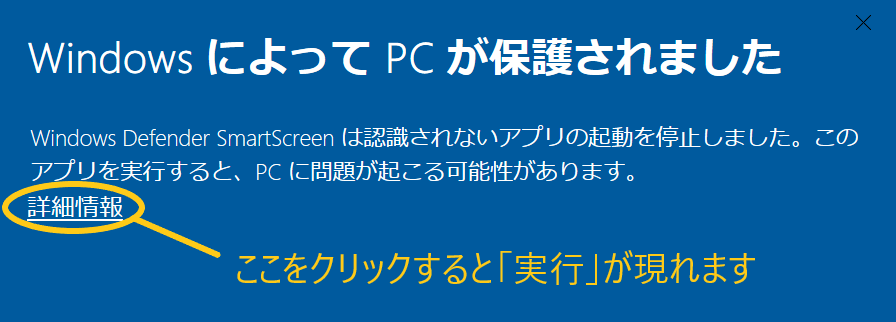 Windows によって PC が保護されました
Windows Defender SmartScreen は認識されないアプリの起動を停止しました。この
アプリを実行すると、PC に問題が起こる可能性があります。
詳細情報
ここをクリックすると「実行」が現れます